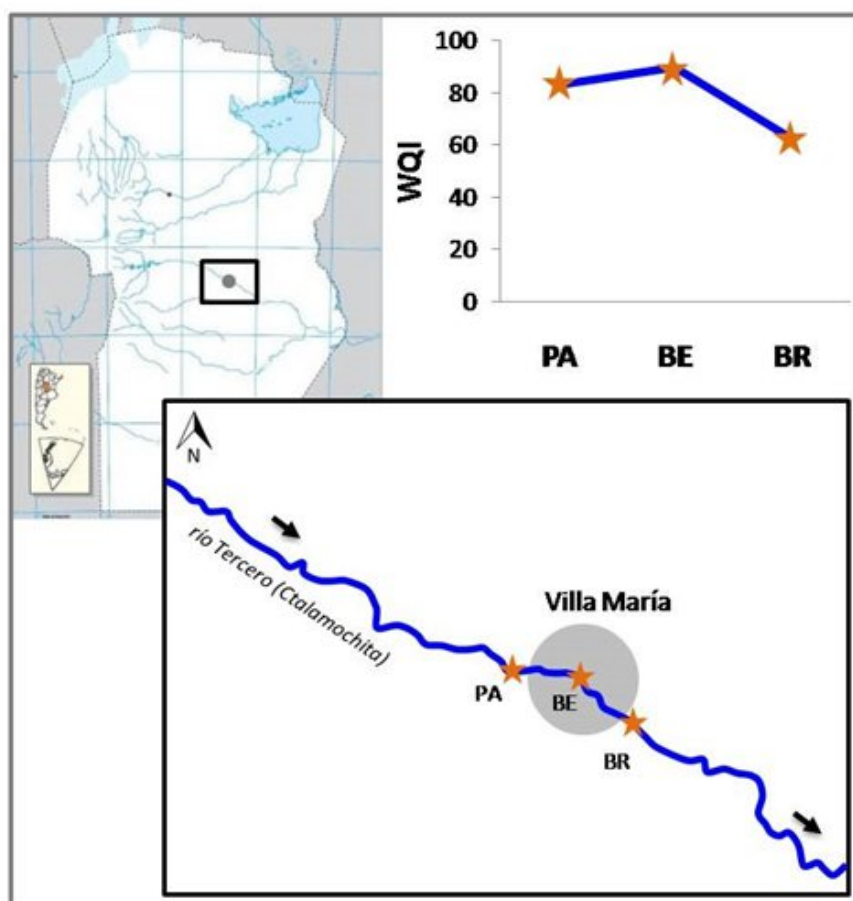 100
80
60
40
20
0
WQI
PA
BE
BR
N
río Tercero (Ctalamochita)
Villa María
PA
BE
BR